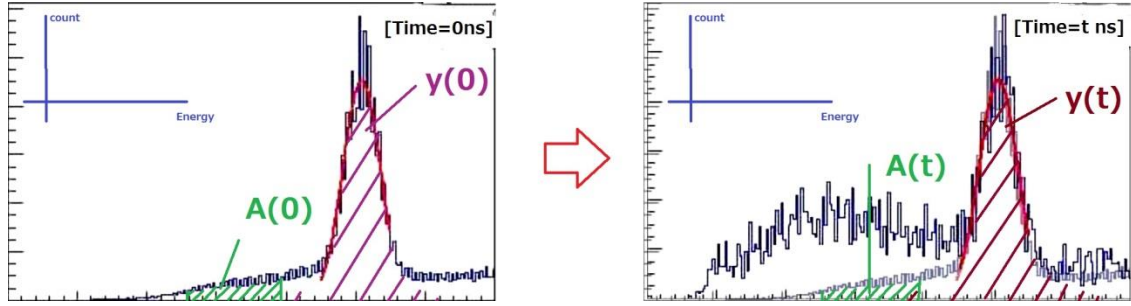 count
[Time=0ns]
y(0)
Energy
A(0)
count
[Time=t ns]
y(t)
Energy
A(t)